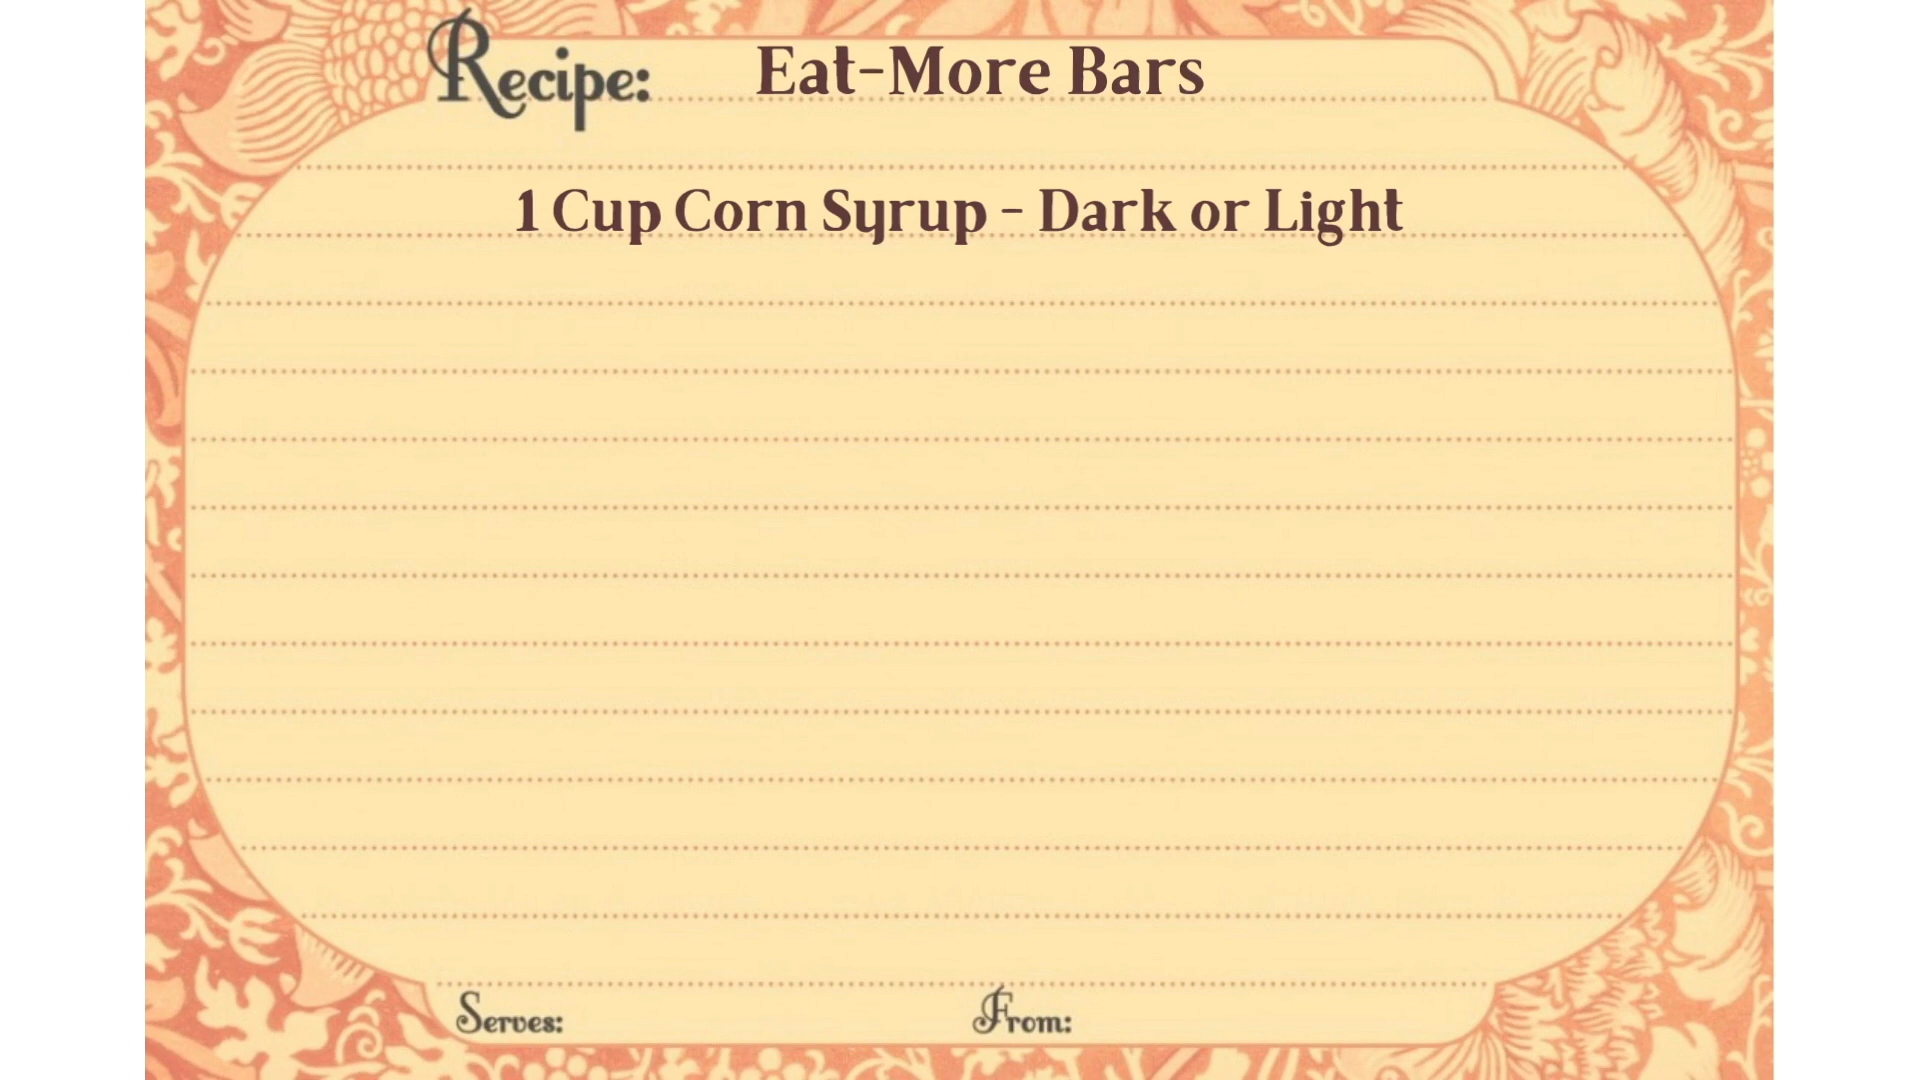 Recipe: Eat-More Bars
1 Cup Corn Syrup - Dark or Light
Serves: From: